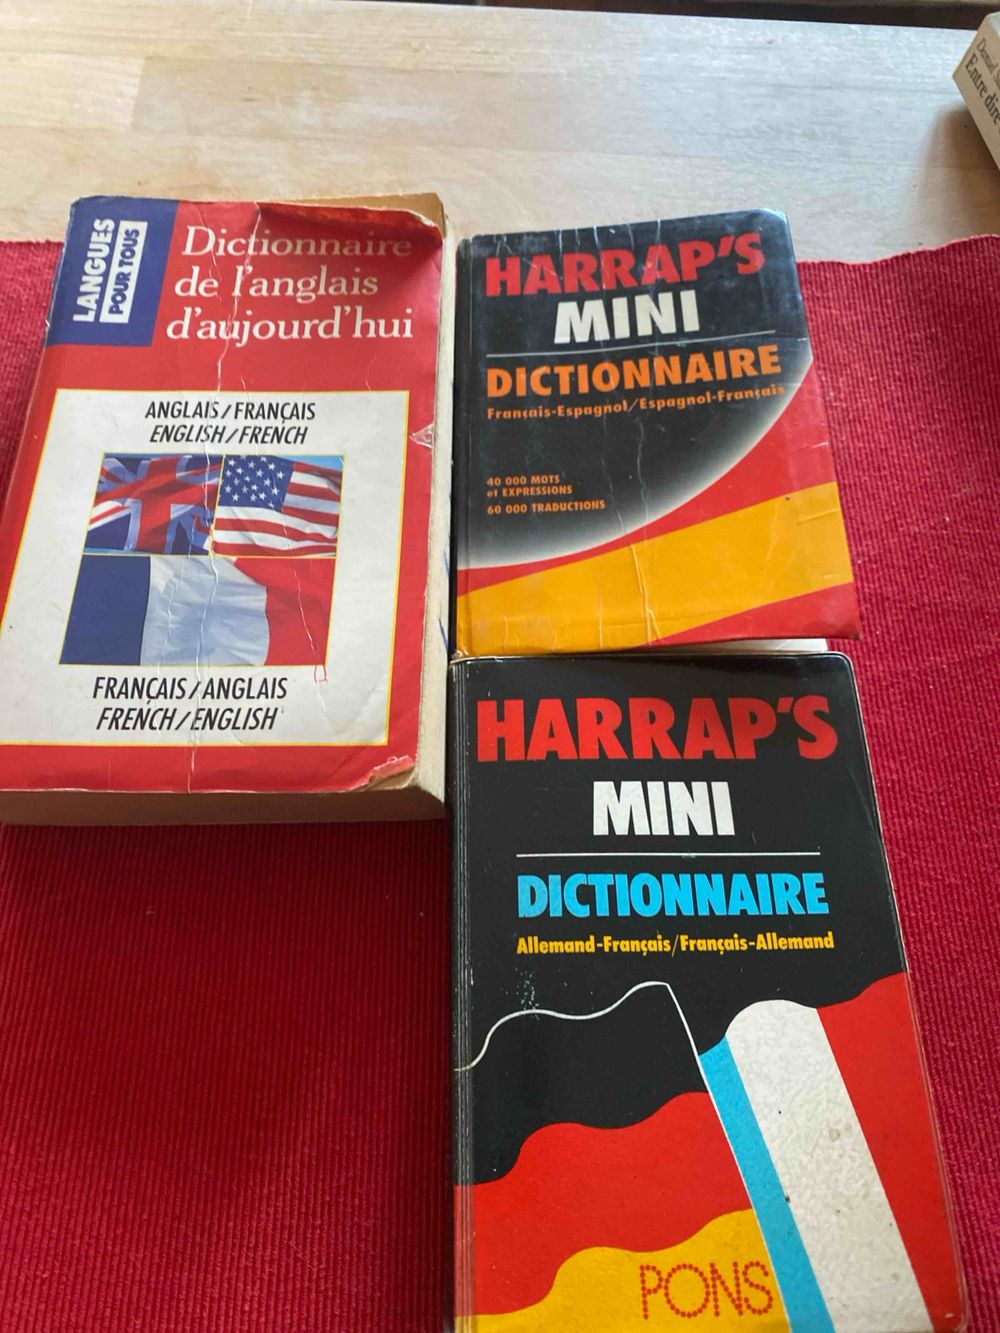 LANGUES
POUR TOUS
Dictionnaire
de l'anglais
d'aujourd'hui
ANGLAIS/FRANÇAIS
ENGLISH/FRENCH
FRANÇAIS/ANGLAIS
FRENCH/ENGLISH
HARRAP'S
MINI
DICTIONNAIRE
Français-Espagnol/Espagnol-Français
40 000 MOTS
et EXPRESSIONS
60 000 TRADUCTIONS
HARRAP'S
MINI
DICTIONNAIRE
Allemand-Français/Français-Allemand
PONS
Entre dire